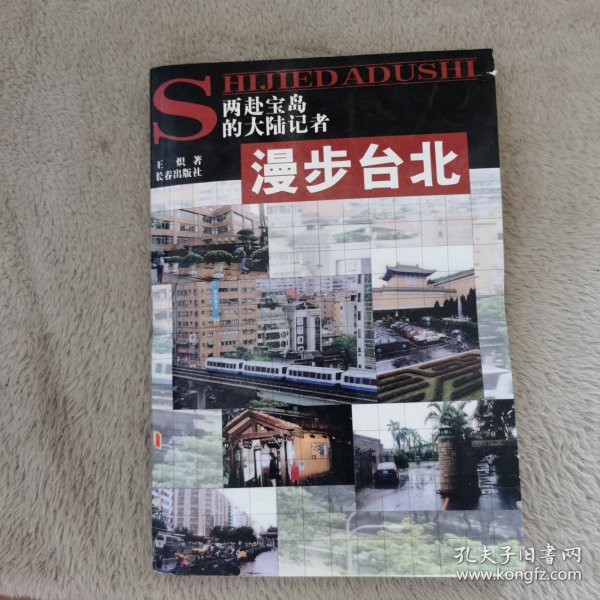 SHIJIEDADUSHI
两赴宝岛
的大陆记者
王 炽 著
长春出版社
漫步台北
孔夫子旧书网
www.kongfz.com